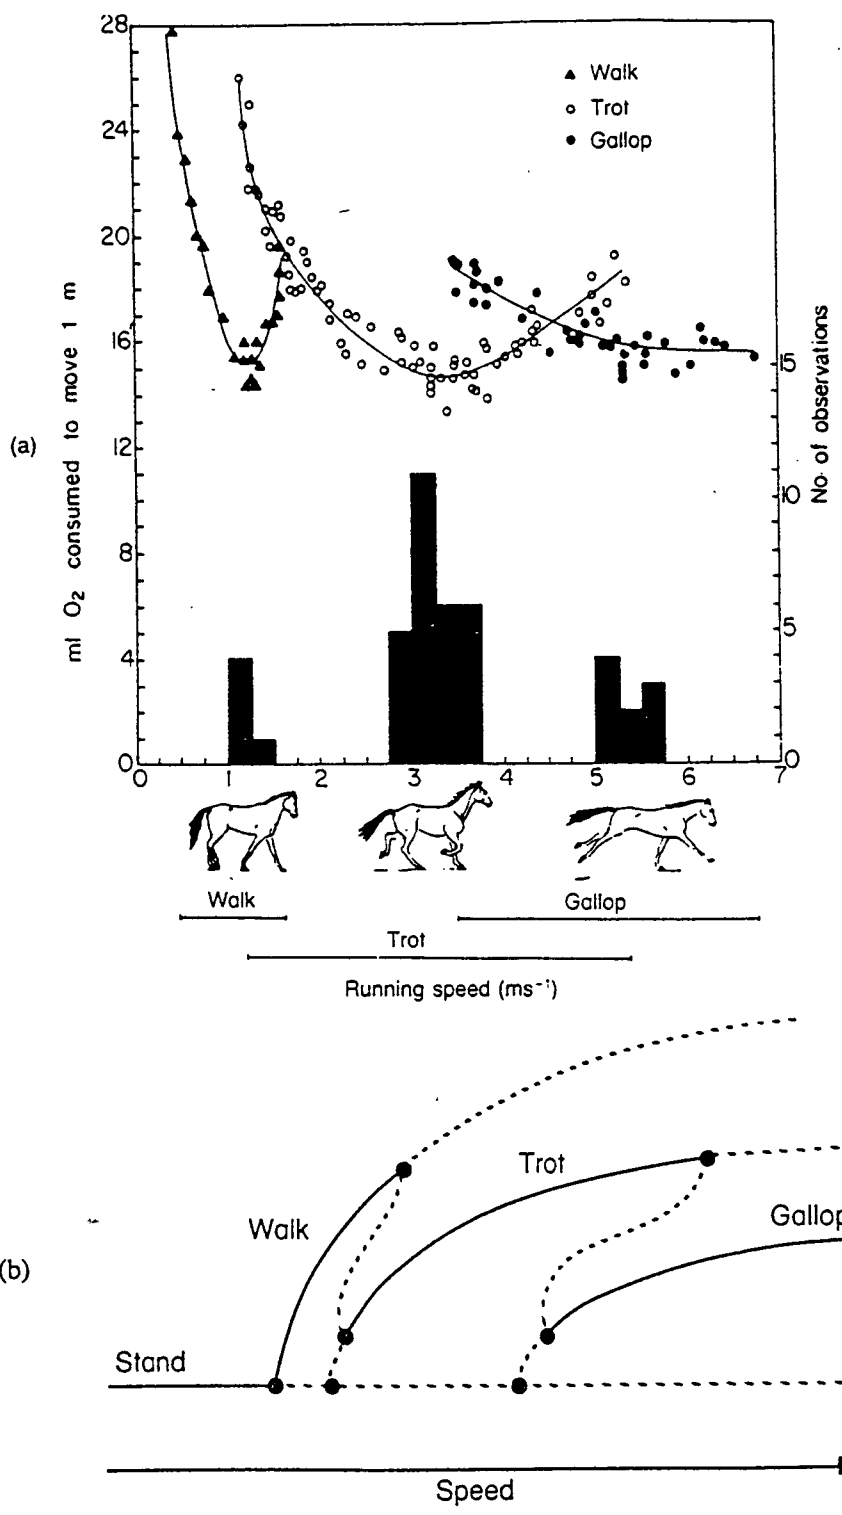 28
24
20
16
12
8
4
0
ml O₂ consumed to move 1 m
▲ Walk
○ Trot
● Gallop
15
10
5
0
No. of observations
(a)
0 1 2 3 4 5 6 7
Walk
Gallop
Trot
Running speed (ms⁻¹)
Trot
Walk
Gallop
(b)
Stand
Speed